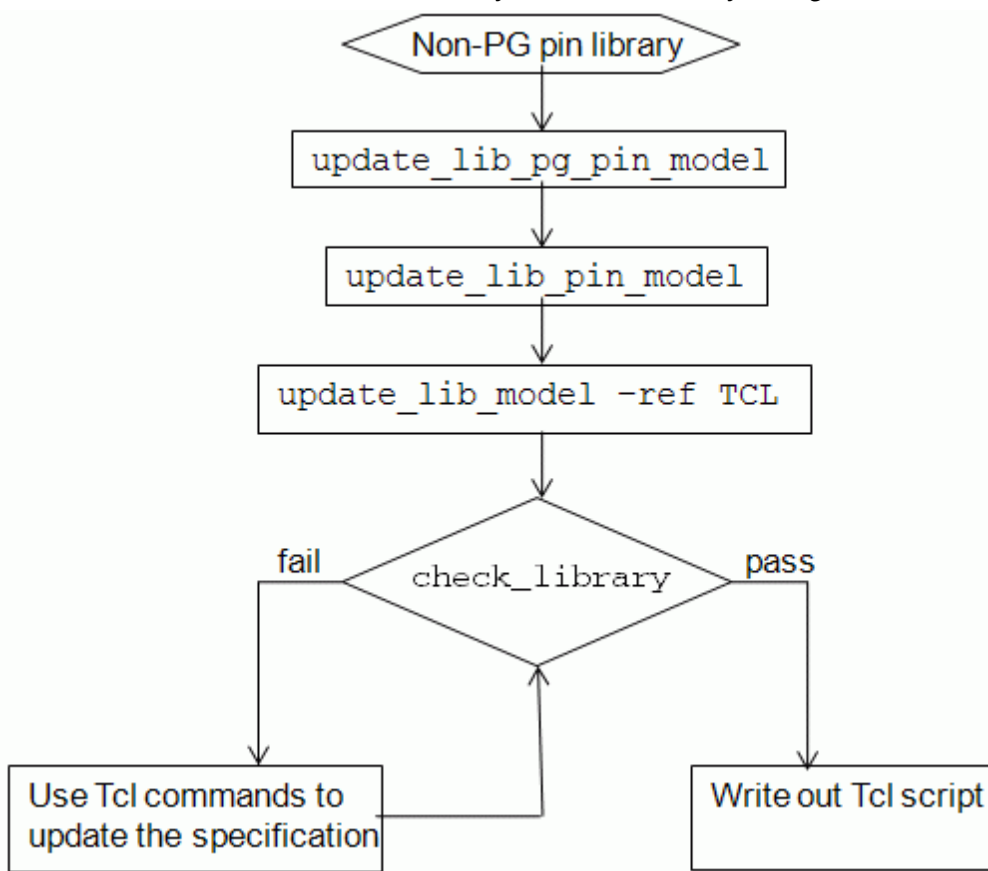 Non-PG pin library
update_lib_pg_pin_model
update_lib_pin_model
update_lib_model -ref TCL
fail
check_library
pass
Use Tcl commands to
update the specification
Write out Tcl script